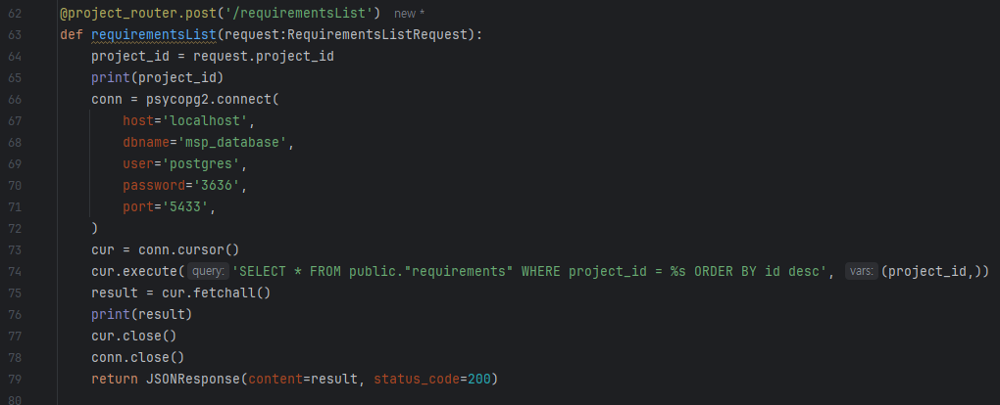 62 @project_router.post('/requirementsList') new *
63 def requirementsList(request:RequirementsListRequest):
64     project_id = request.project_id
65     print(project_id)
66     conn = psycopg2.connect(
67         host='localhost',
68         dbname='msp_database',
69         user='postgres',
70         password='3636',
71         port='5433',
72     )
73     cur = conn.cursor()
74     cur.execute( query: 'SELECT * FROM public."requirements" WHERE project_id = %s ORDER BY id desc', vars: (project_id,))
75     result = cur.fetchall()
76     print(result)
77     cur.close()
78     conn.close()
79     return JSONResponse(content=result, status_code=200)
80